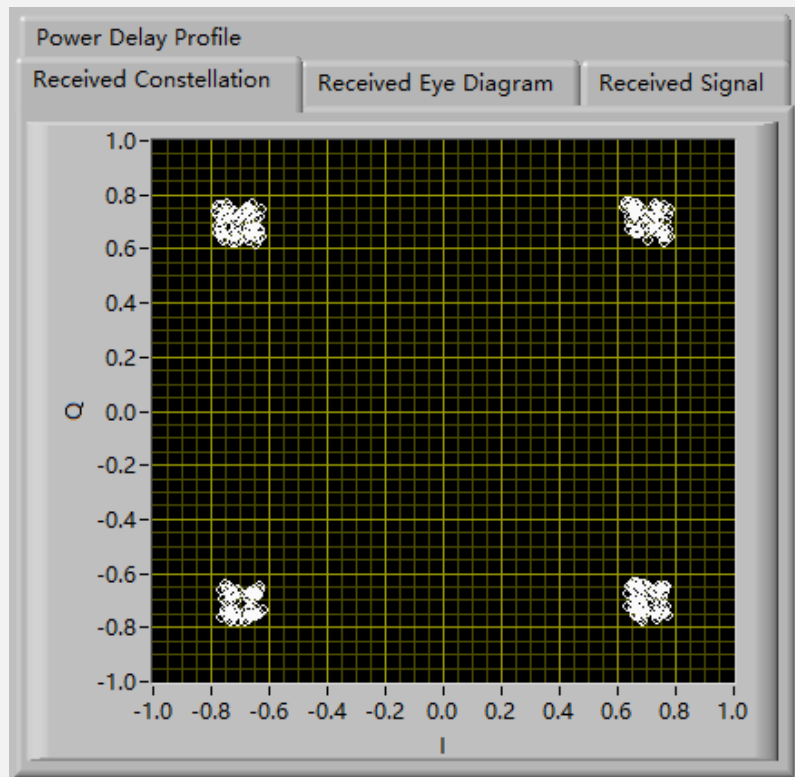 Power Delay Profile
Received Constellation
Received Eye Diagram
Received Signal
1.0
0.8
0.6
0.4
0.2
0.0
-0.2
-0.4
-0.6
-0.8
-1.0
Q
-1.0 -0.8 -0.6 -0.4 -0.2 0.0 0.2 0.4 0.6 0.8 1.0
I